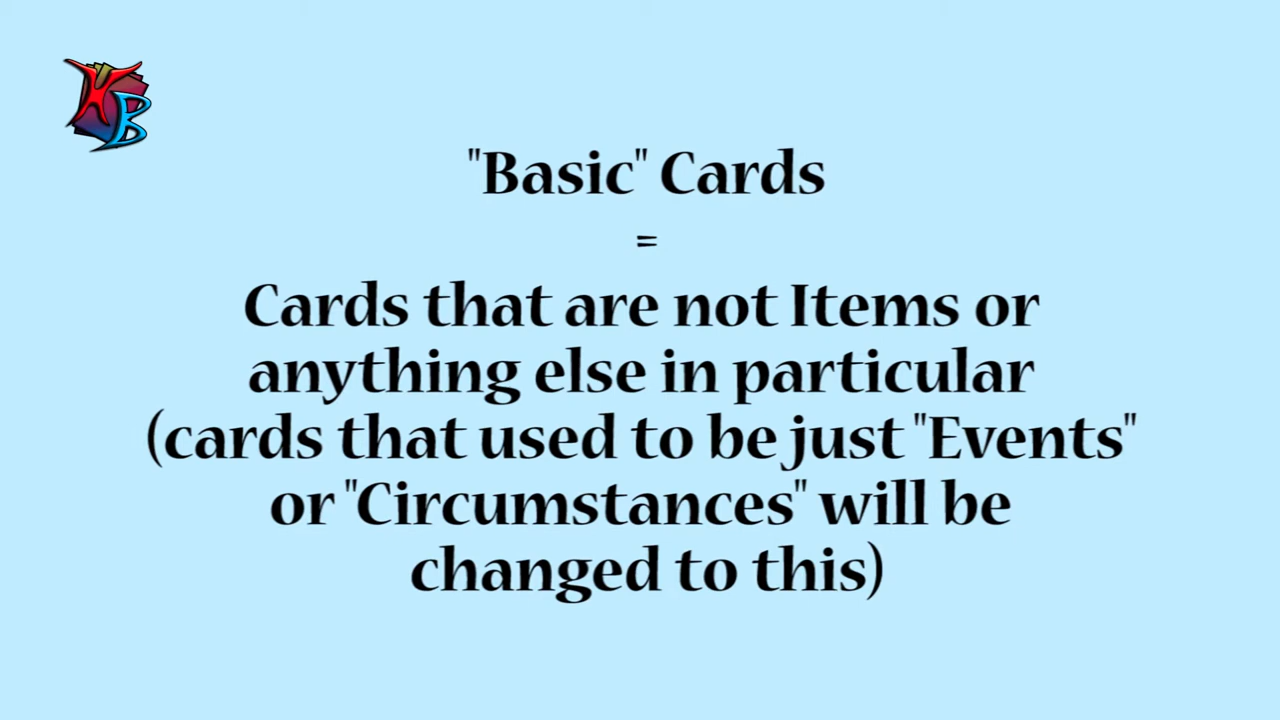 KB
"Basic" Cards
=
Cards that are not Items or
anything else in particular
(cards that used to be just "Events"
or "Circumstances" will be
changed to this)